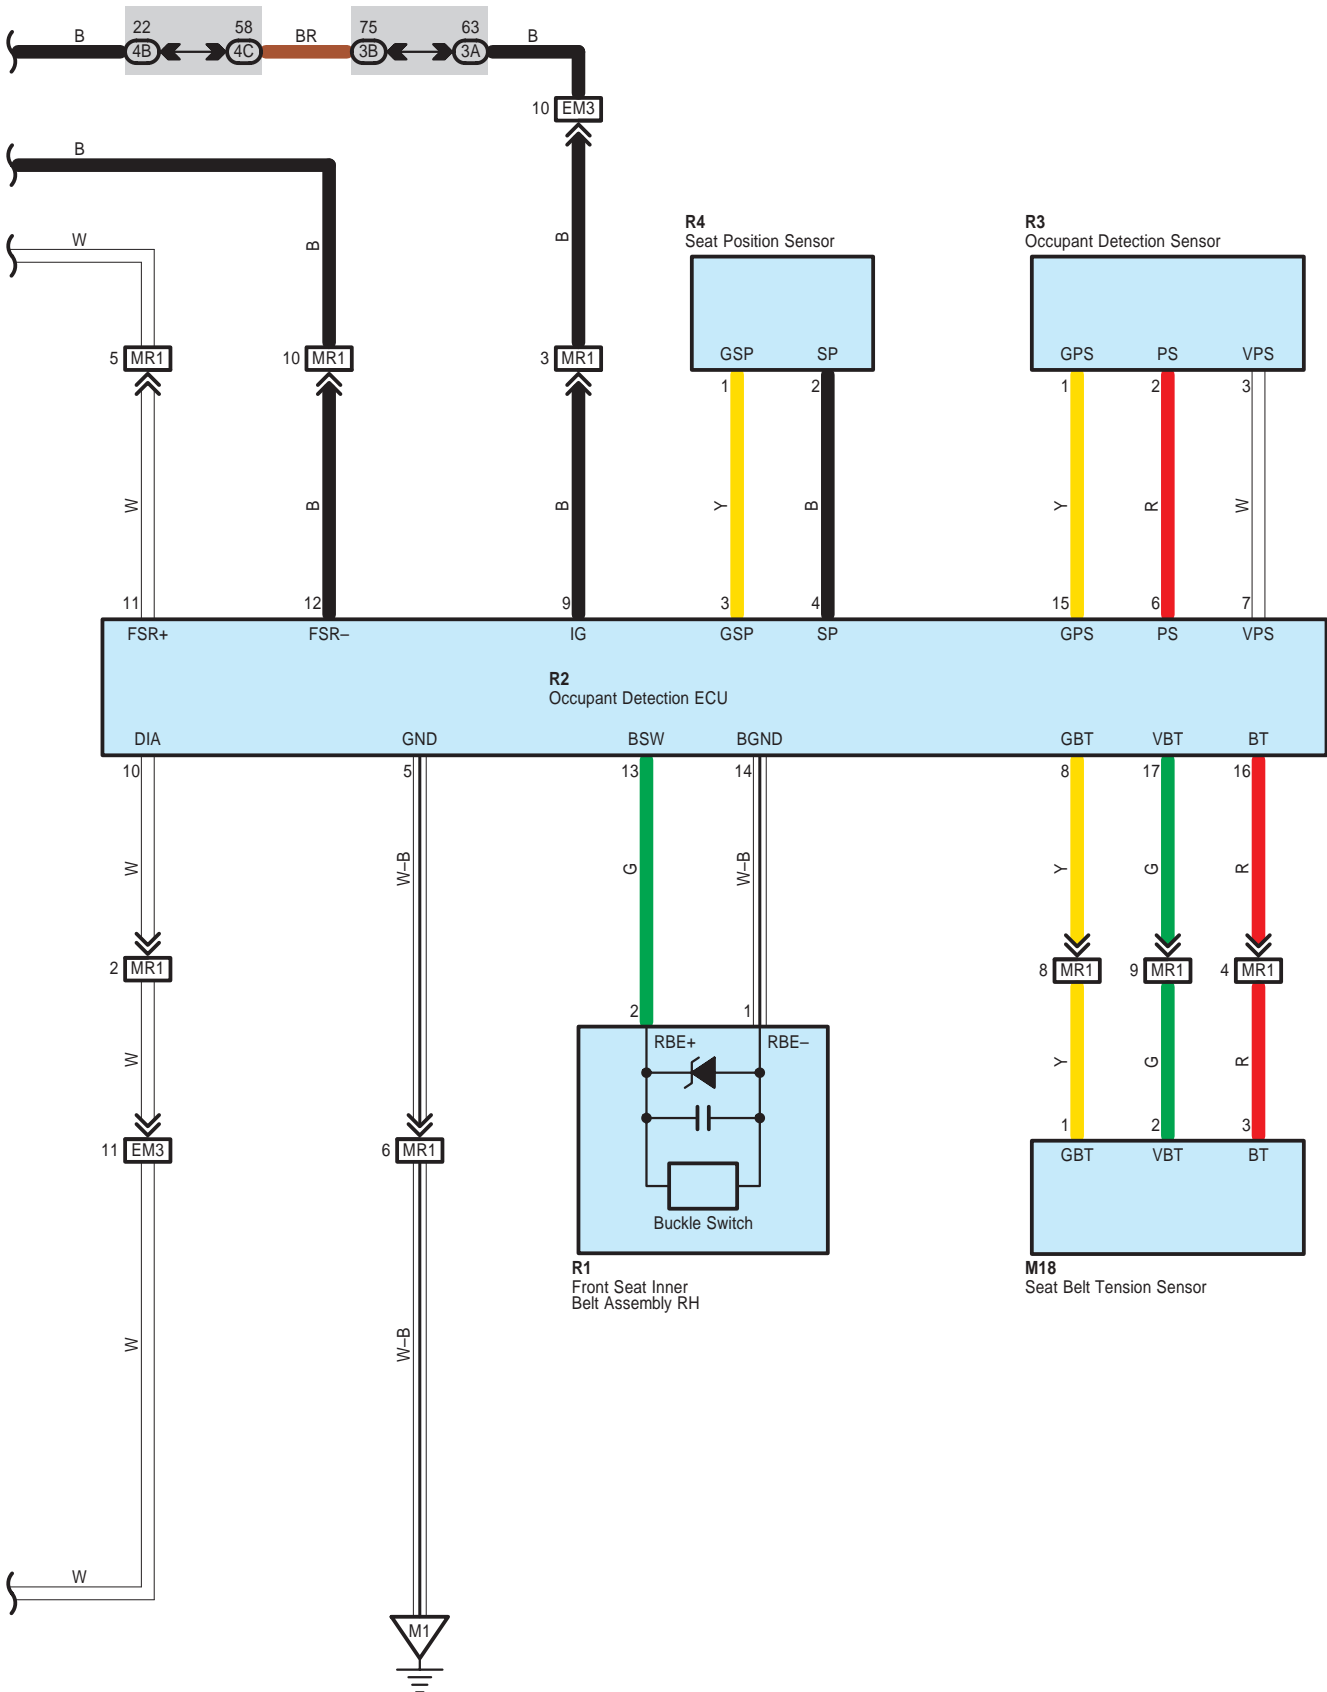 22 58 75 63
B 4B 4C BR 3B 3A B
10 EM3
B
W
B
B
R4
Seat Position Sensor
R3
Occupant Detection Sensor
5 MR1 10 MR1 3 MR1
GSP SP
GPS PS VPS
1 2 1 2 3
W B B Y B Y R W
11 12 9 3 4 15 6 7
FSR+ FSR– IG GSP SP GPS PS VPS
R2
Occupant Detection ECU
DIA GND BSW BGND GBT VBT BT
10 5 13 14 8 17 16
W W–B G W–B Y G R
2 MR1 8 MR1 9 MR1 4 MR1
2 1
RBE+ RBE–
W Y G R
1 2 3
11 EM3 6 MR1
GBT VBT BT
Buckle Switch
R1
Front Seat Inner
Belt Assembly RH
M18
Seat Belt Tension Sensor
W W–B
W
M1